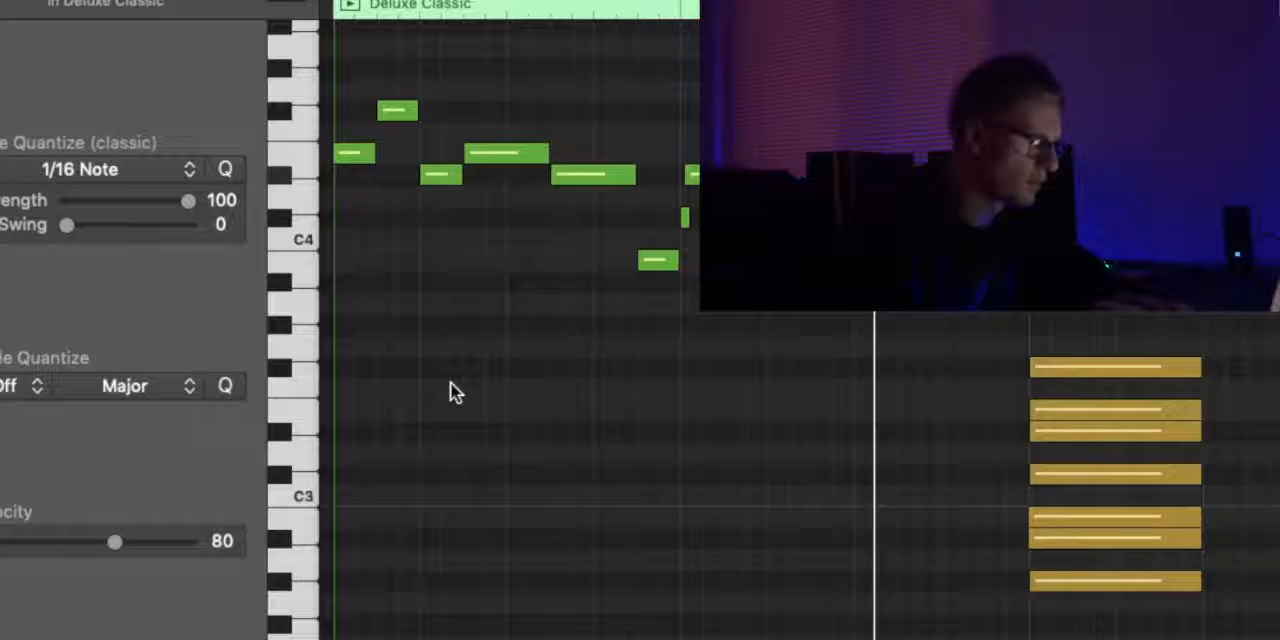 in Deluxe Classic
Deluxe Classic
e Quantize (classic)
1/16 Note
Q
ength
100
Swing
0
C4
le Quantize
Off
Major
Q
C3
ocity
80